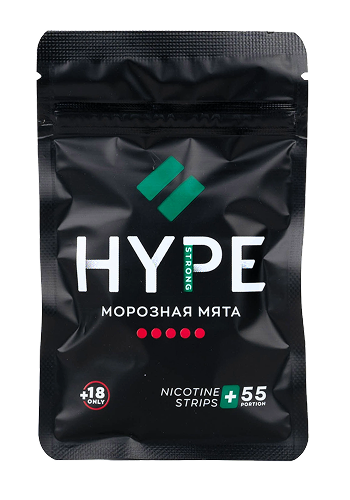 HYPE
STRONG
МОРОЗНАЯ МЯТА
+18
ONLY
NICOTINE
STRIPS
+ 55
PORTION